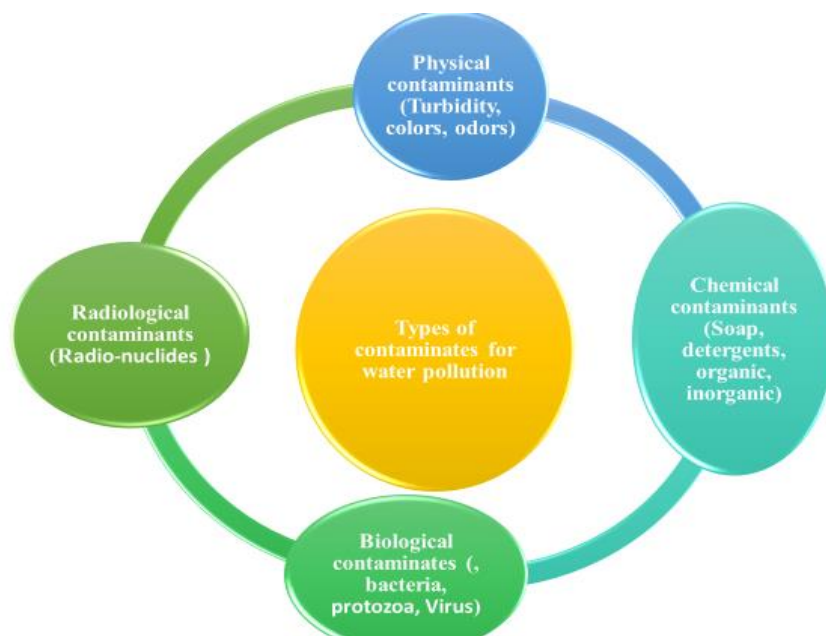 Physical
contaminants
(Turbidity,
colors, odors)
Chemical
contaminants
(Soap,
detergents,
organic,
inorganic)
Types of
contaminates for
water pollution
Radiological
contaminants
(Radio-nuclides )
Biological
contaminates (,
bacteria,
protozoa, Virus)